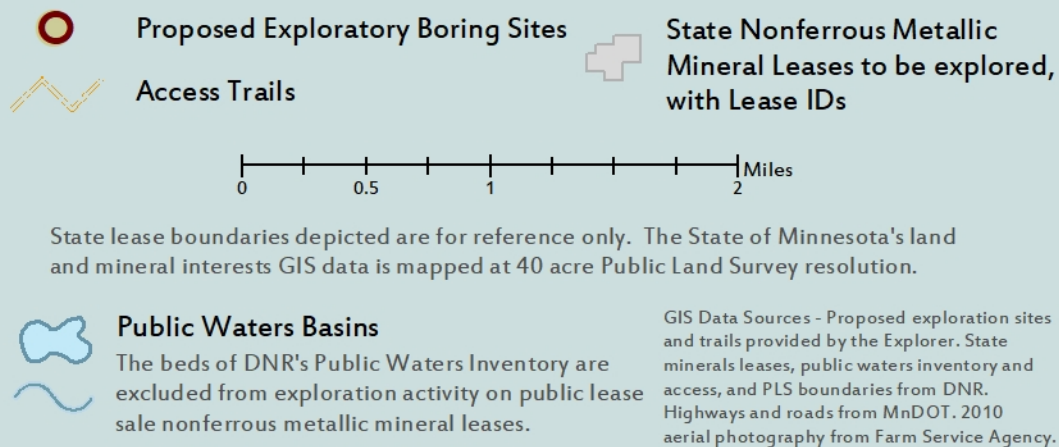 Proposed Exploratory Boring Sites
Access Trails
State Nonferrous Metallic
Mineral Leases to be explored,
with Lease IDs
0 0.5 1 2 Miles
State lease boundaries depicted are for reference only. The State of Minnesota's land
and mineral interests GIS data is mapped at 40 acre Public Land Survey resolution.
Public Waters Basins
The beds of DNR's Public Waters Inventory are
excluded from exploration activity on public lease
sale nonferrous metallic mineral leases.
GIS Data Sources - Proposed exploration sites
and trails provided by the Explorer. State
minerals leases, public waters inventory and
access, and PLS boundaries from DNR.
Highways and roads from MnDOT. 2010
aerial photography from Farm Service Agency.